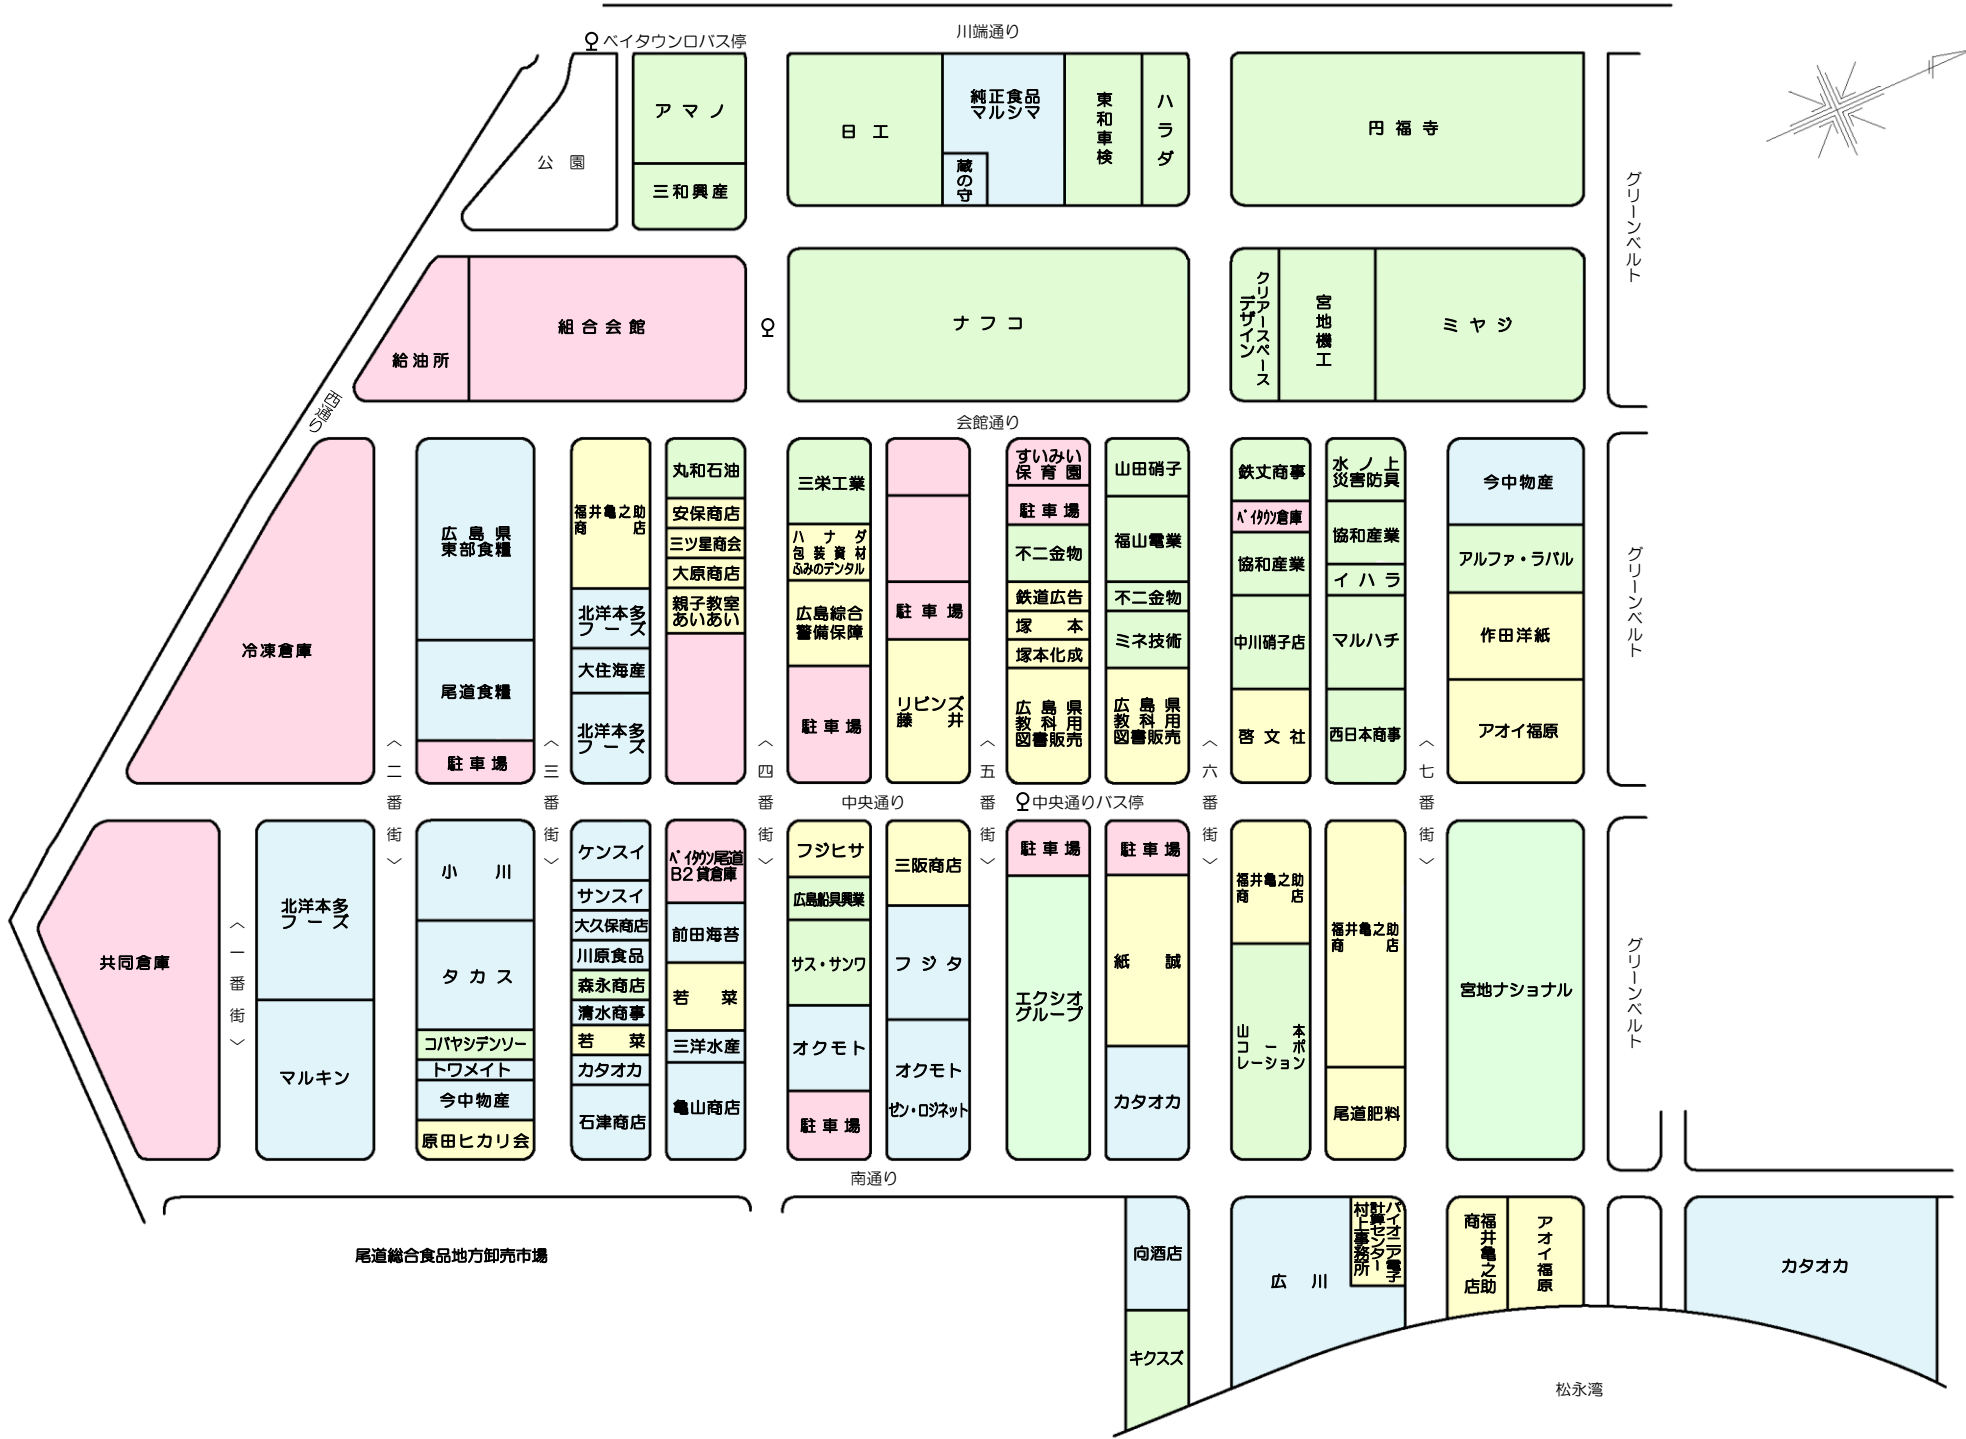 川端通り
ベイタウン口バス停
アマノ
三和興産
公園
日工
純正食品
マルシマ
蔵の守
東和車検
ハラダ
円福寺
グリーンベルト
給油所
組合会館
ナフコ
クリアースペース
デザイン
宮地機工
ミヤジ
西通り
会館通り
冷凍倉庫
広島県
東部食糧
尾道食糧
駐車場
福井亀之助
商店
北洋本多
フーズ
大住海産
北洋本多
フーズ
丸和石油
安保商店
三ツ星商会
大原商店
親子教室
あいあい
三栄工業
ハナダ
包装資材
ふみのデンタル
広島綜合
警備保障
駐車場
駐車場
リビンズ
藤井
すいみい
保育園
駐車場
不二金物
鉄道広告
塚本
塚本化成
広島県
教科用
図書販売
山田硝子
福山電業
不二金物
ミネ技術
広島県
教科用
図書販売
鉄丈商事
ベイタウン倉庫
協和産業
中川硝子店
啓文社
水ノ上
災害防具
協和産業
イハラ
マルハチ
西日本商事
今中物産
アルファ・ラバル
作田洋紙
アオイ福原
グリーンベルト
〈二番街〉
〈三番街〉
〈四番街〉
〈五番街〉
〈六番街〉
〈七番街〉
中央通り
中央通りバス停
共同倉庫
〈一番街〉
北洋本多
フーズ
マルキン
小川
タカス
コバヤシデンソー
トワメイト
今中物産
原田ヒカリ会
ケンスイ
サンスイ
大久保商店
川原食品
森永商店
清水商事
若菜
カタオカ
石津商店
ベイタウン尾道
B2貸倉庫
前田海苔
若菜
三洋水産
亀山商店
フジヒサ
広島船具興業
サス・サンワ
オクモト
駐車場
三阪商店
フジタ
オクモト
ゼン・ロジネット
駐車場
エクシオ
グループ
駐車場
紙誠
カタオカ
福井亀之助
商店
山本
コーポ
レーション
福井亀之助
商店
尾道肥料
宮地ナショナル
グリーンベルト
南通り
尾道総合食品地方卸売市場
向酒店
キクスズ
広川
パイオニア電子
計算センター
村上事務所
福井亀之助
商店
アオイ福原
カタオカ
松永湾